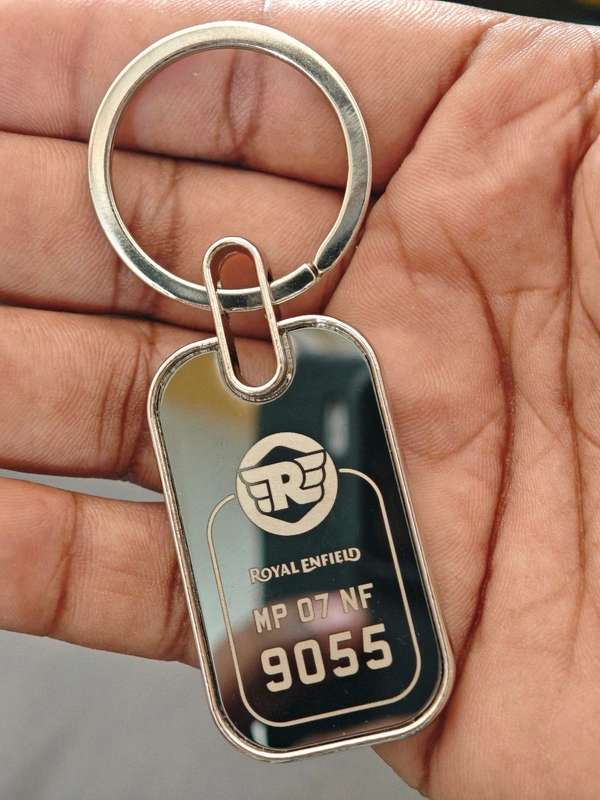 R
ROYAL ENFIELD
MP 07 NF
9055